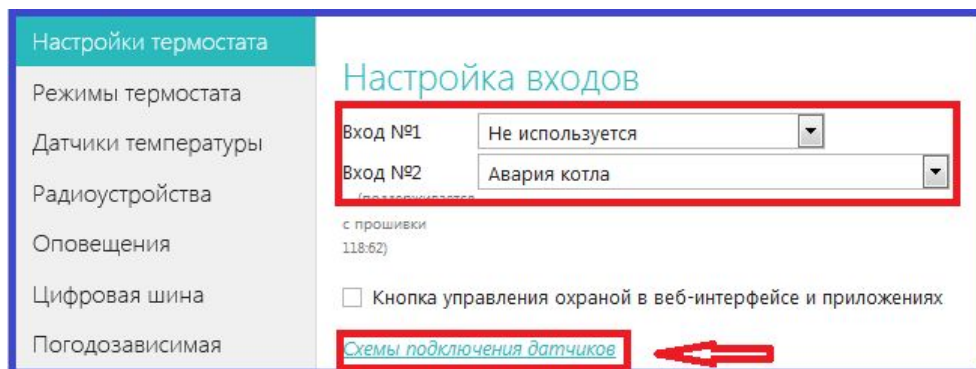 Настройки термостата
Режимы термостата
Датчики температуры
Радиоустройства
Оповещения
Цифровая шина
Погодозависимая
Настройка входов
Вход №1 Не используется
Вход №2 Авария котла
с прошивки
118:62)
Кнопка управления охраной в веб-интерфейсе и приложениях
Схемы подключения датчиков